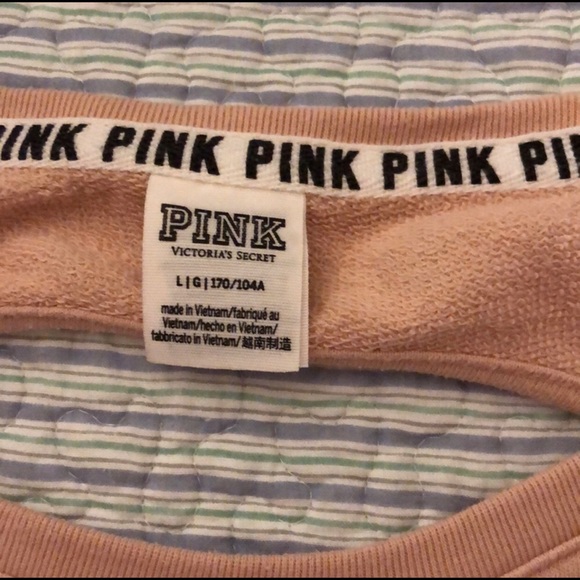 PINK PINK PINK PINK
PINK
VICTORIA'S SECRET
L | G | 170/104A
made in Vietnam/fabriqué au
Vietnam/hecho en Vietnam/
fabbricato in Vietnam/ 越南制造